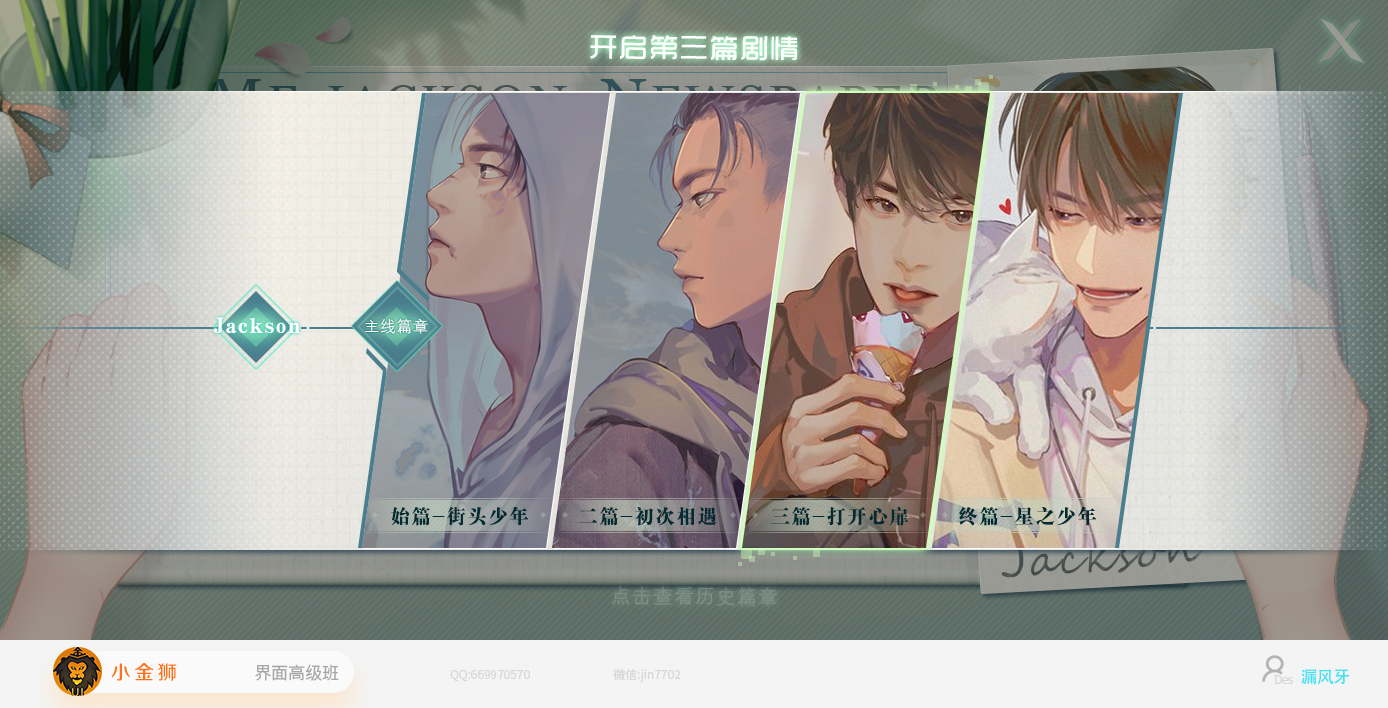 开启第三篇剧情
MF JACKSON NEWSPAPER
Jackson
主线篇章
始篇–街头少年
二篇–初次相遇
三篇–打开心扉
终篇–星之少年
Jackson
点击查看历史篇章
小金狮
界面高级班
QQ:669970570
微信:jin7702
Des
漏风牙